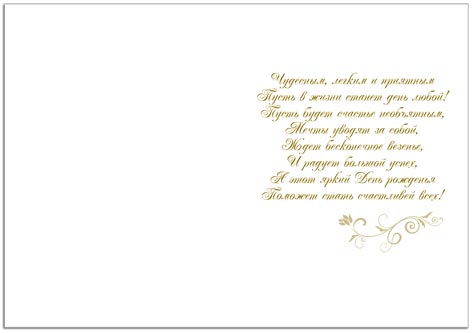 Чудесным, легким и приятным
Пусть в жизни станет день любой!
Пусть будет счастье необъятным,
Мечты уводят за собой,
Ждет бесконечное везенье,
И радует большой успех,
А этот яркий День рожденья
Поможет стать счастливей всех!